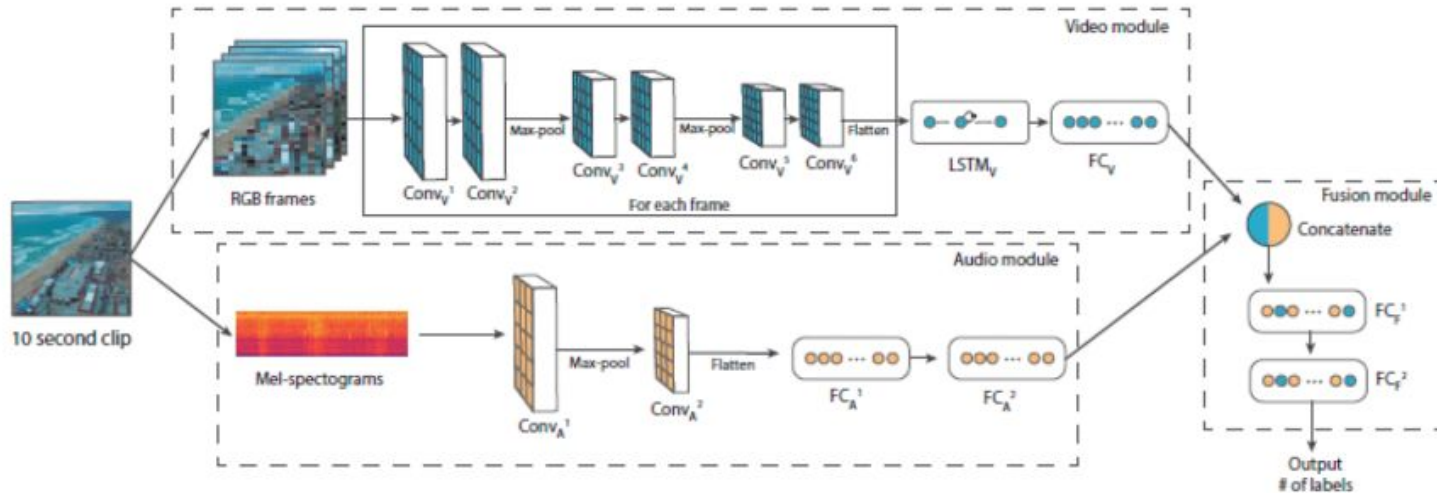 Video module
RGB frames
Conv_V^1
Conv_V^2
Max-pool
Conv_V^3
Conv_V^4
Max-pool
Conv_V^5
Conv_V^6
Flatten
For each frame
LSTM_V
FC_V
10 second clip
Audio module
Mel-spectograms
Conv_A^1
Max-pool
Conv_A^2
Flatten
FC_A^1
FC_A^2
Fusion module
Concatenate
FC_F^1
FC_F^2
Output
# of labels